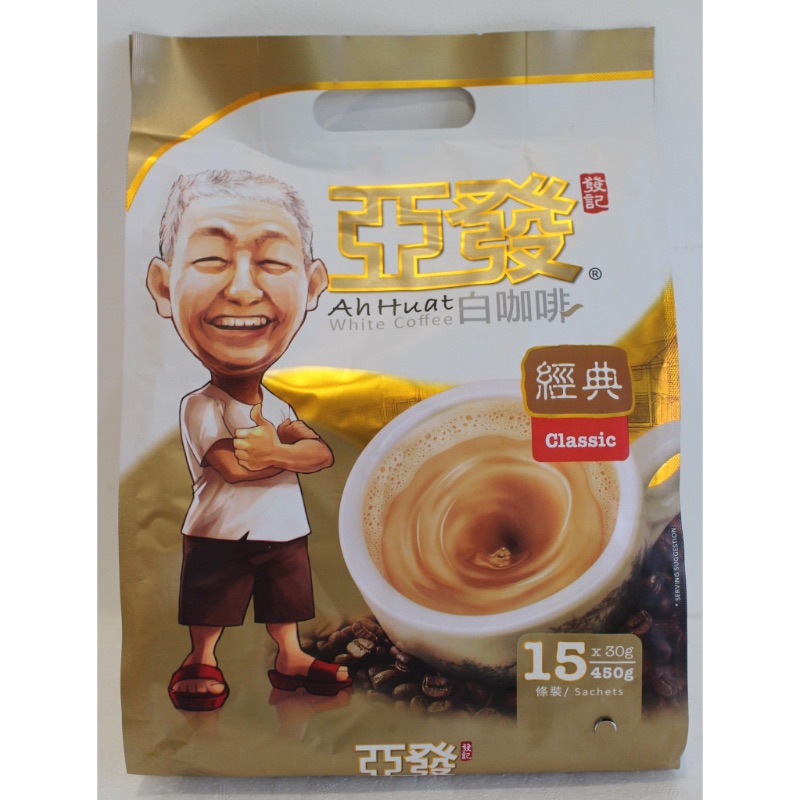 亞發
發記
®
Ah Huat
White Coffee
白咖啡
經典
Classic
* SERVING SUGGESTION
15 x 30g
450g
條裝/ Sachets
亞發
發記